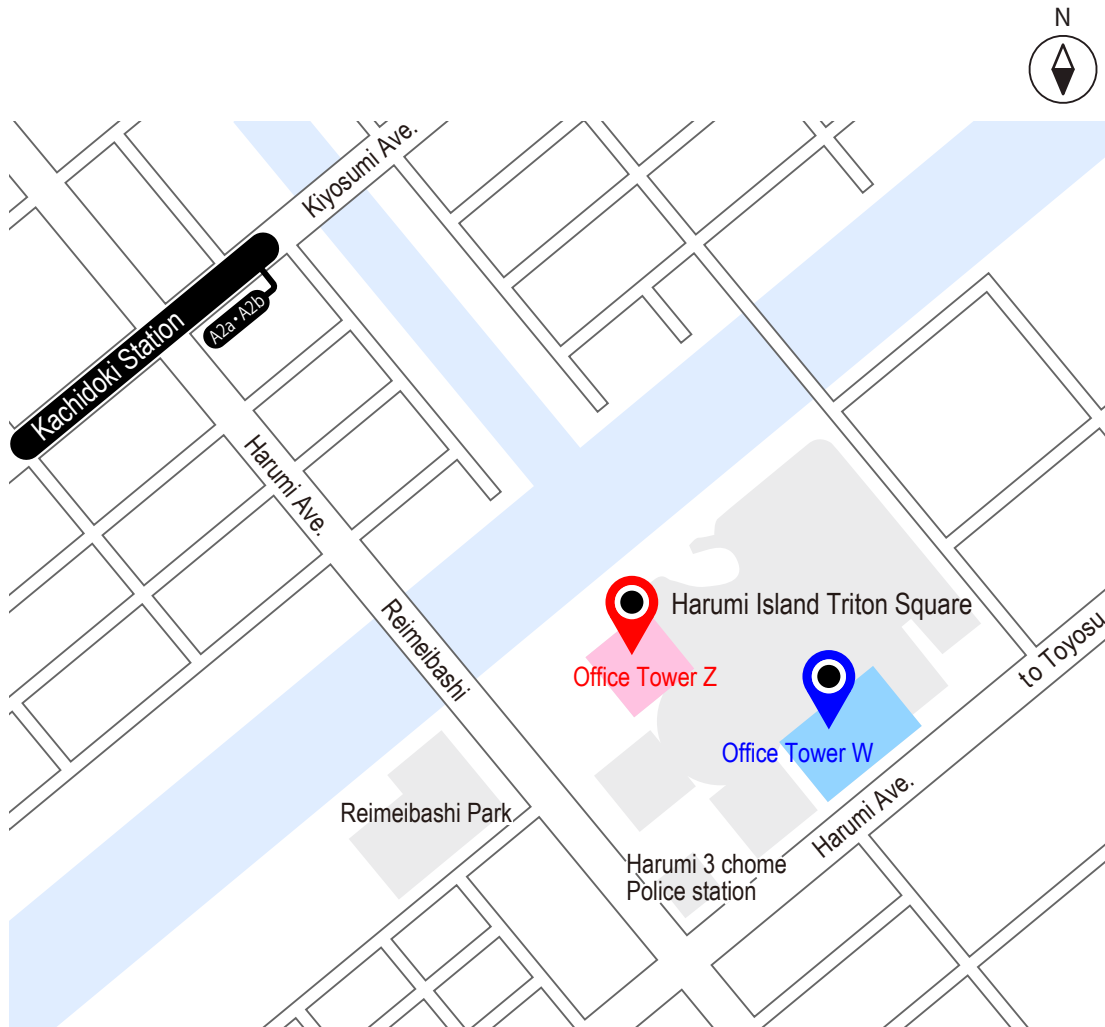 N
Kiyosumi Ave.
Kachidoki Station
A2a・A2b
Harumi Ave.
Reimeibashi
Harumi Island Triton Square
Office Tower Z
to Toyosu
Office Tower W
Harumi Ave.
Reimeibashi Park
Harumi 3 chome
Police station